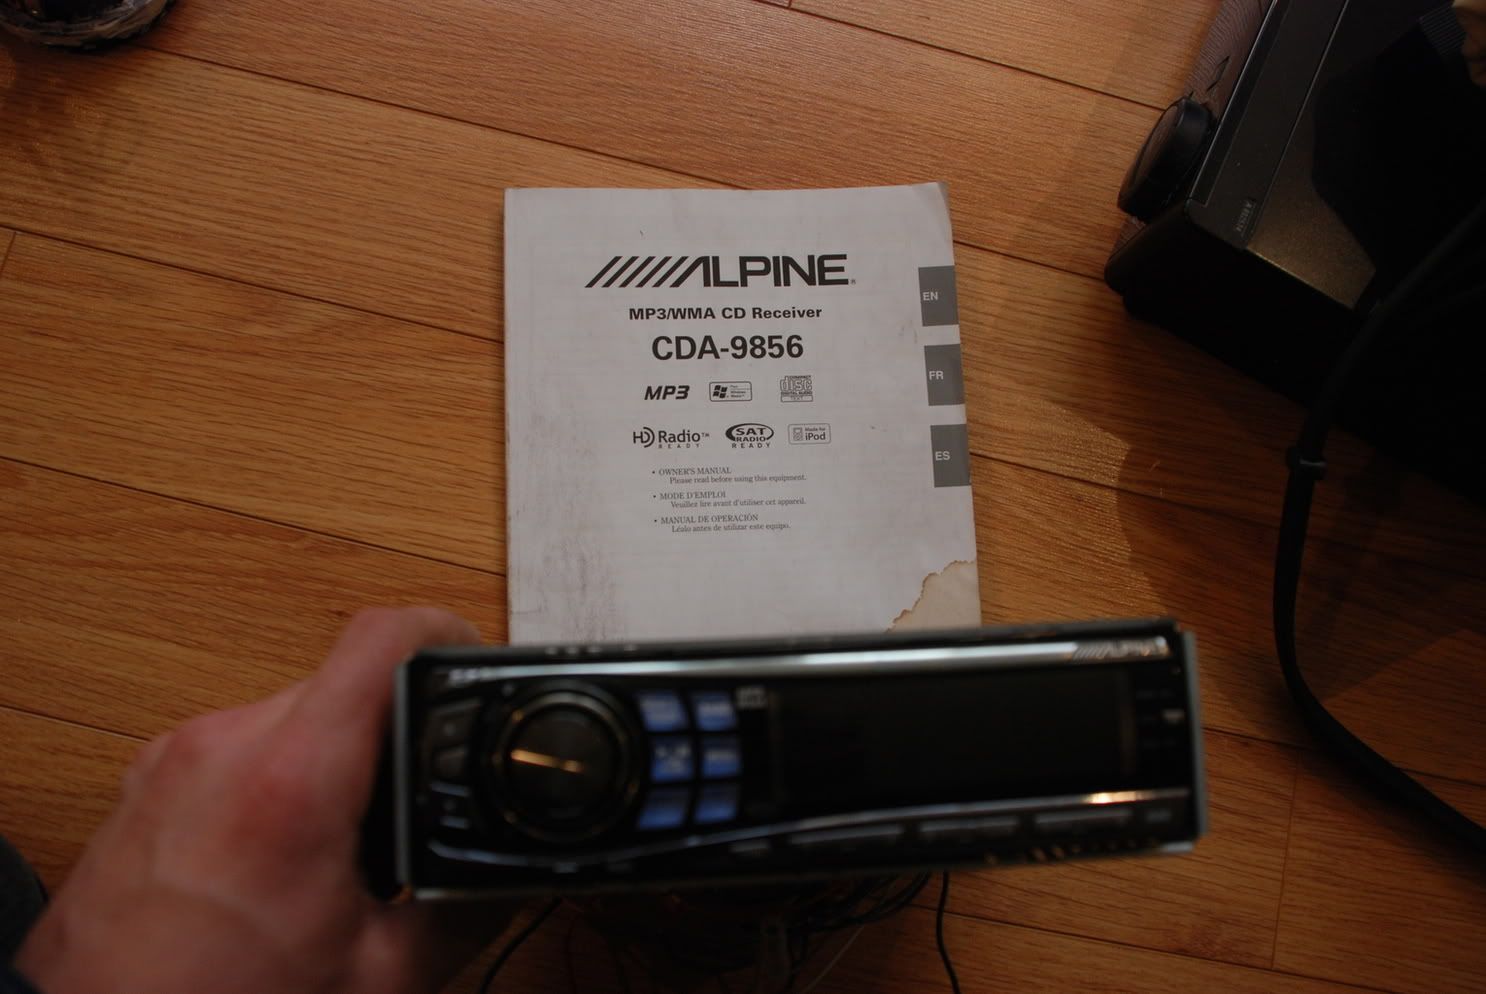 ALPINE
MP3/WMA CD Receiver
CDA-9856
MP3
disc
HD Radio™
READY
SAT
RADIO
READY
Made for
iPod
• OWNER'S MANUAL
Please read before using this equipment.
• MODE D'EMPLOI
Veuillez lire avant d'utiliser cet appareil.
• MANUAL DE OPERACIÓN
Léalo antes de utilizar este equipo.
EN
FR
ES
ALPINE